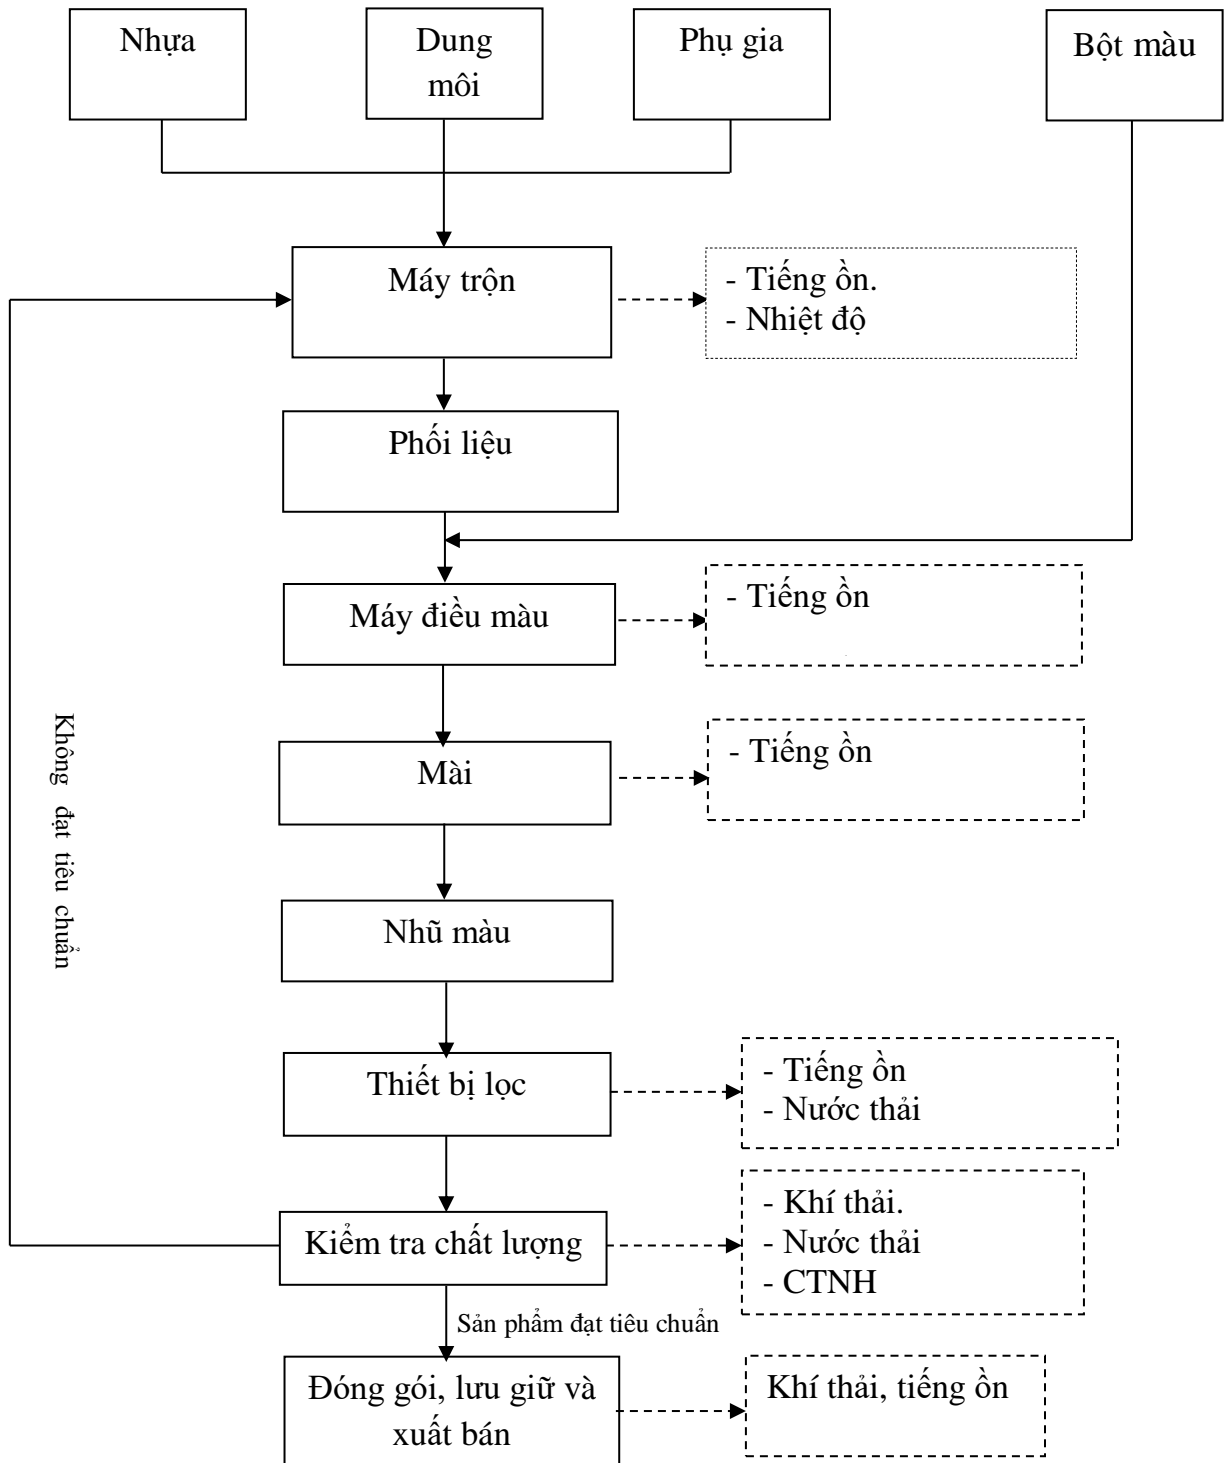 Nhựa
Dung
môi
Phụ gia
Bột màu
Máy trộn
- Tiếng ồn.
- Nhiệt độ
Phối liệu
Máy điều màu
- Tiếng ồn
Mài
- Tiếng ồn
Không đạt tiêu chuẩn
Nhũ màu
Thiết bị lọc
- Tiếng ồn
- Nước thải
Kiểm tra chất lượng
- Khí thải.
- Nước thải
- CTNH
Sản phẩm đạt tiêu chuẩn
Đóng gói, lưu giữ và
xuất bán
Khí thải, tiếng ồn